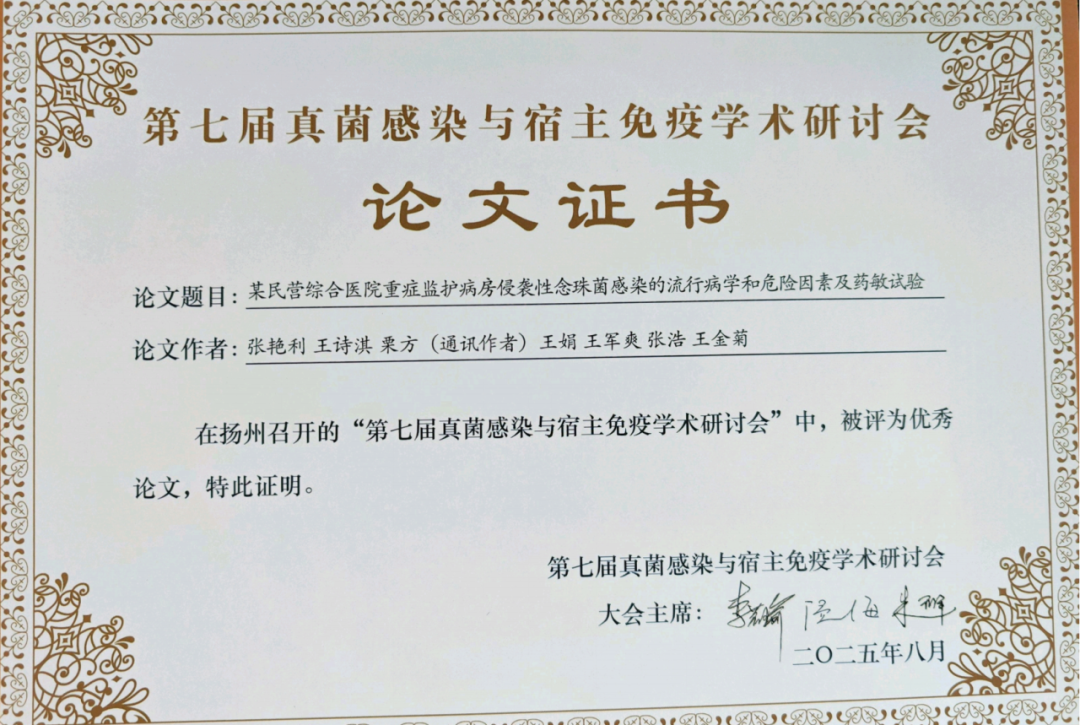 第七届真菌感染与宿主免疫学术研讨会
论文证书
论文题目：某民营综合医院重症监护病房侵袭性念珠菌感染的流行病学和危险因素及药敏试验
论文作者：张艳利 王诗淇 栗方（通讯作者）王娟 王军爽 张浩 王金菊
在扬州召开的“第七届真菌感染与宿主免疫学术研讨会”中，被评为优秀
论文，特此证明。
第七届真菌感染与宿主免疫学术研讨会
大会主席：
二〇二五年八月